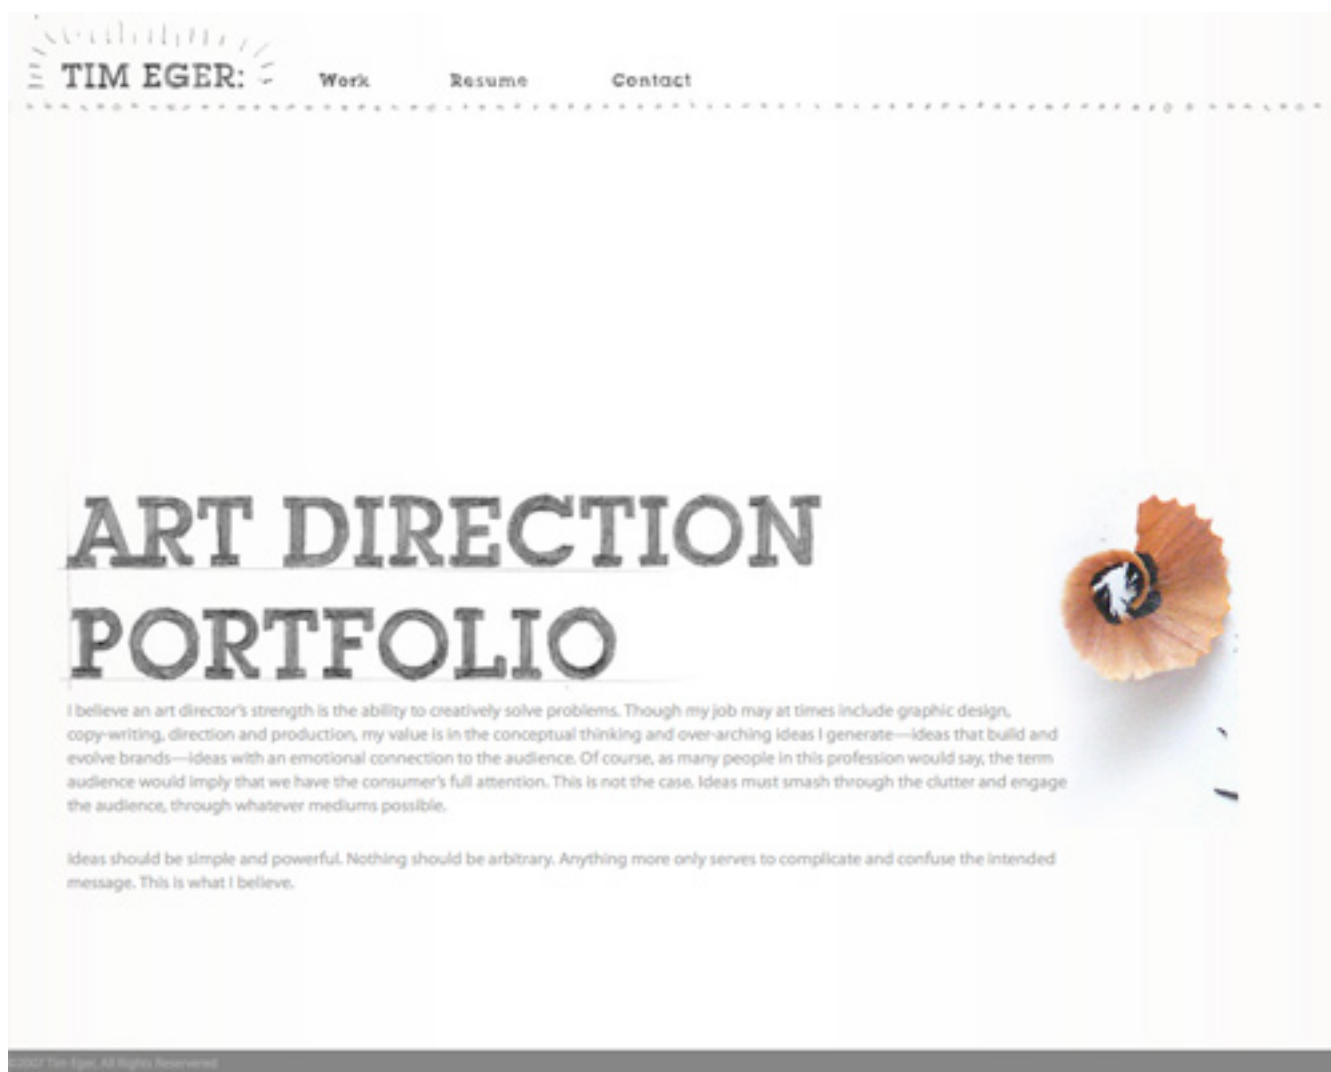 TIM EGER:
Work Resume Contact
ART DIRECTION
PORTFOLIO
I believe an art director's strength is the ability to creatively solve problems. Though my job may at times include graphic design,
copy-writing, direction and production, my value is in the conceptual thinking and over-arching ideas I generate—ideas that build and
evolve brands—ideas with an emotional connection to the audience. Of course, as many people in this profession would say, the term
audience would imply that we have the consumer's full attention. This is not the case. Ideas must smash through the clutter and engage
the audience, through whatever mediums possible.
Ideas should be simple and powerful. Nothing should be arbitrary. Anything more only serves to complicate and confuse the intended
message. This is what I believe.
©2007 Tim Eger, All Rights Reservered